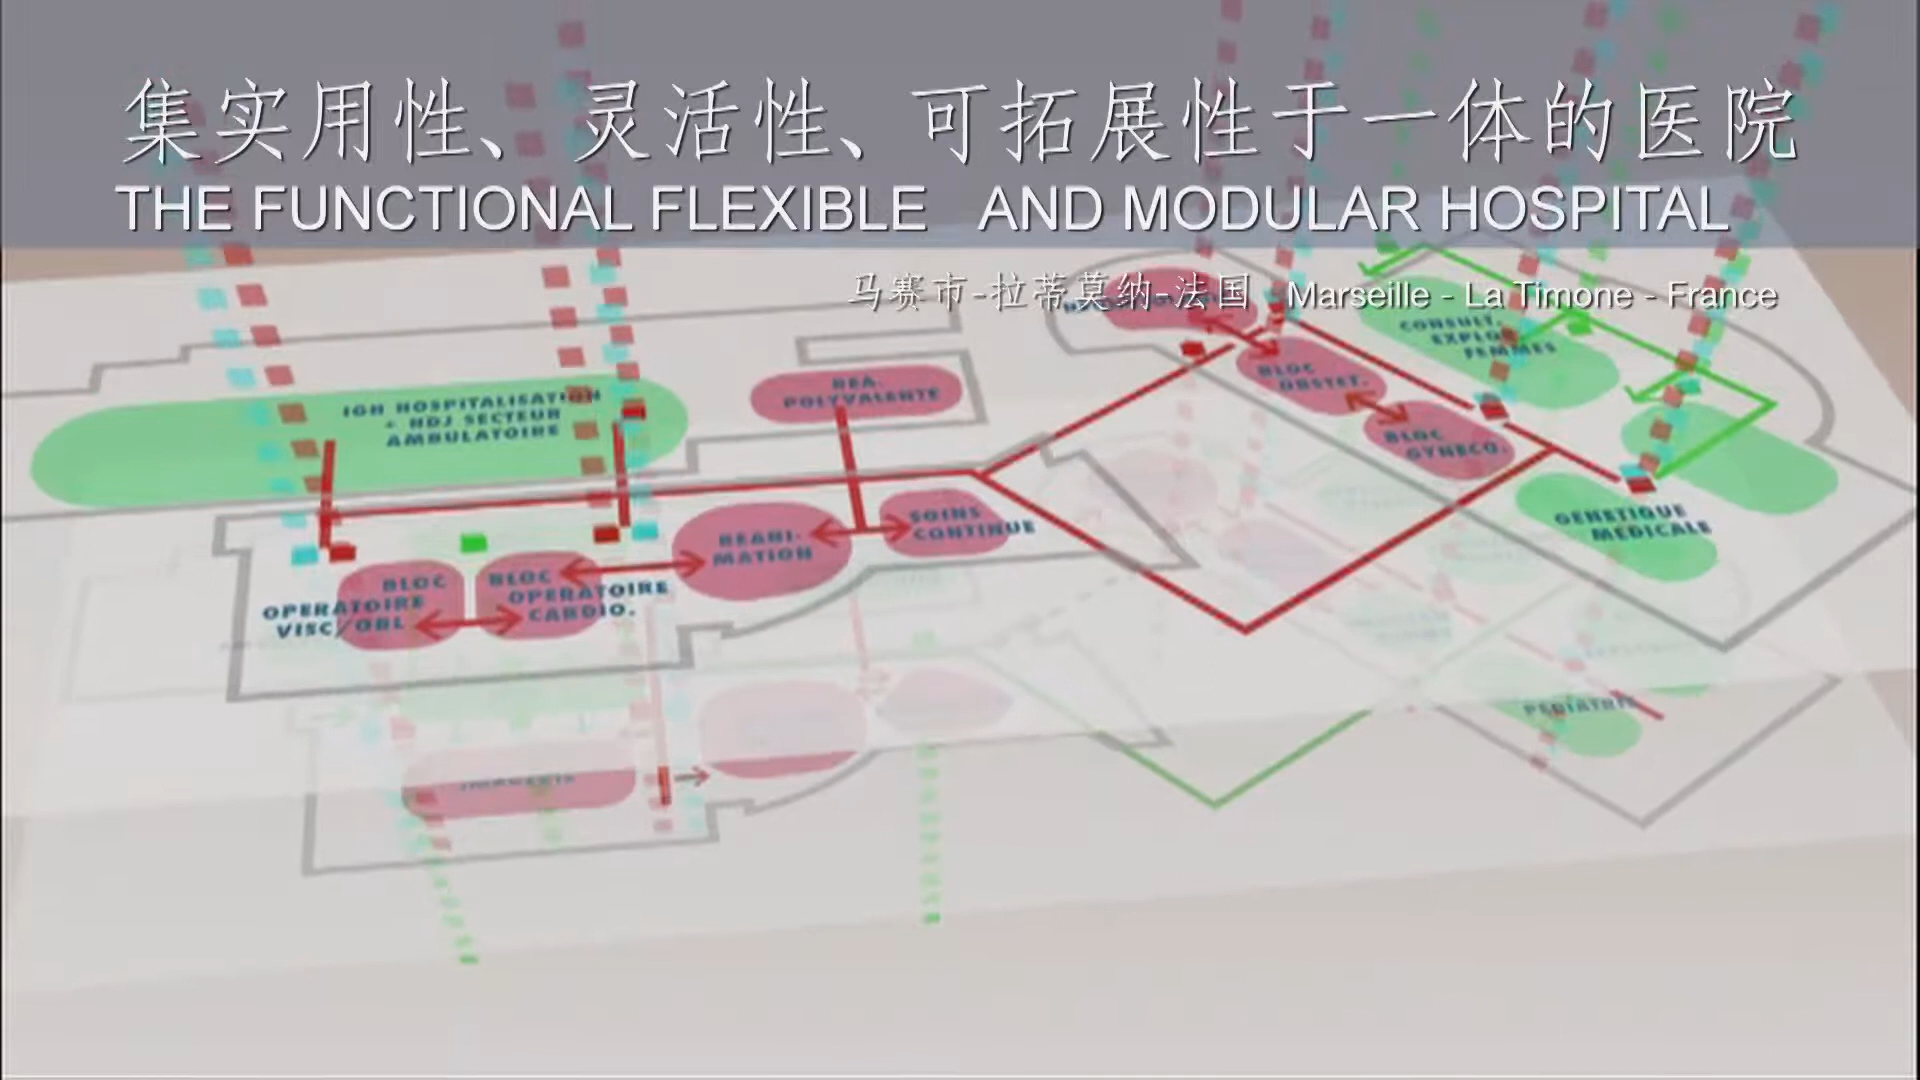 集实用性、灵活性、可拓展性于一体的医院
THE FUNCTIONAL FLEXIBLE AND MODULAR HOSPITAL
马赛市-拉蒂莫纳-法国 Marseille - La Timone - France
CONSULT.
EXPLO
FEMMES
BLOC
OBSTET.
REA.
POLYVALENTE
IGH HOSPITALISATION
+ HDJ SECTEUR
AMBULATOIRE
BLOC
GYNECO.
GENETIQUE
MEDICALE
SOINS
CONTINUE
REANI-
MATION
BLOC
OPERATOIRE
VISC/ORL
BLOC
OPERATOIRE
CARDIO.
PEDIATRIE